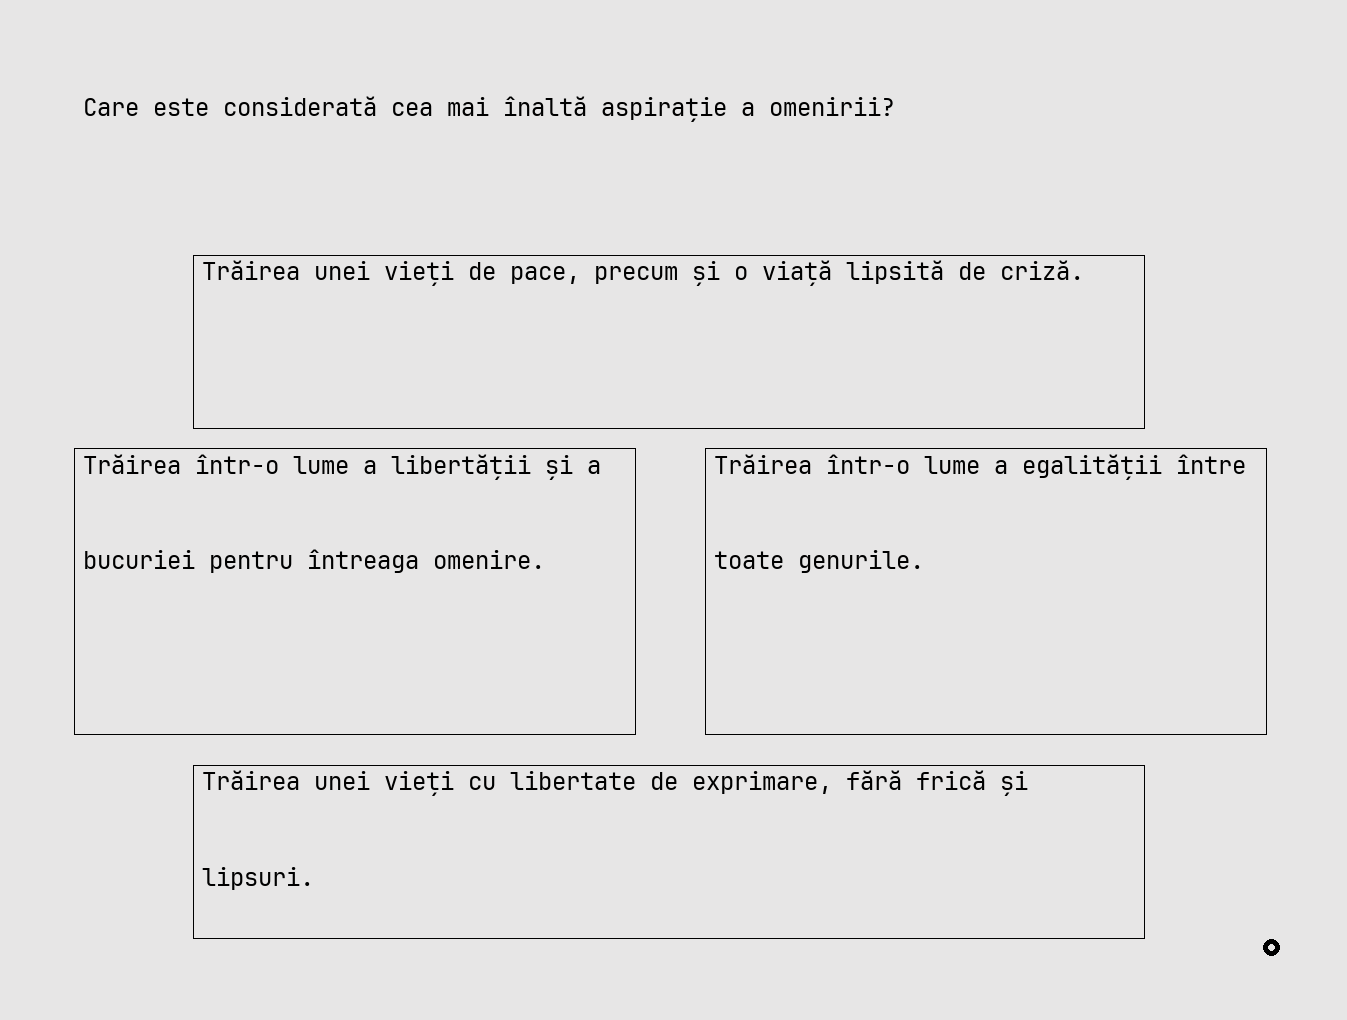 Care este considerată cea mai înaltă aspirație a omenirii?
Trăirea unei vieți de pace, precum și o viață lipsită de criză.
Trăirea într-o lume a libertății și a
bucuriei pentru întreaga omenire.
Trăirea într-o lume a egalității între
toate genurile.
Trăirea unei vieți cu libertate de exprimare, fără frică și
lipsuri.